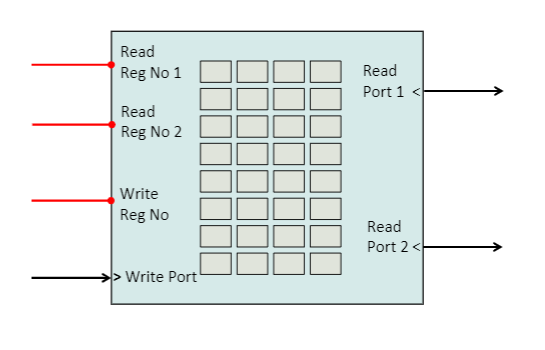 Read
Reg No 1
Read
Reg No 2
Write
Reg No
> Write Port
Read
Port 1 <
Read
Port 2 <